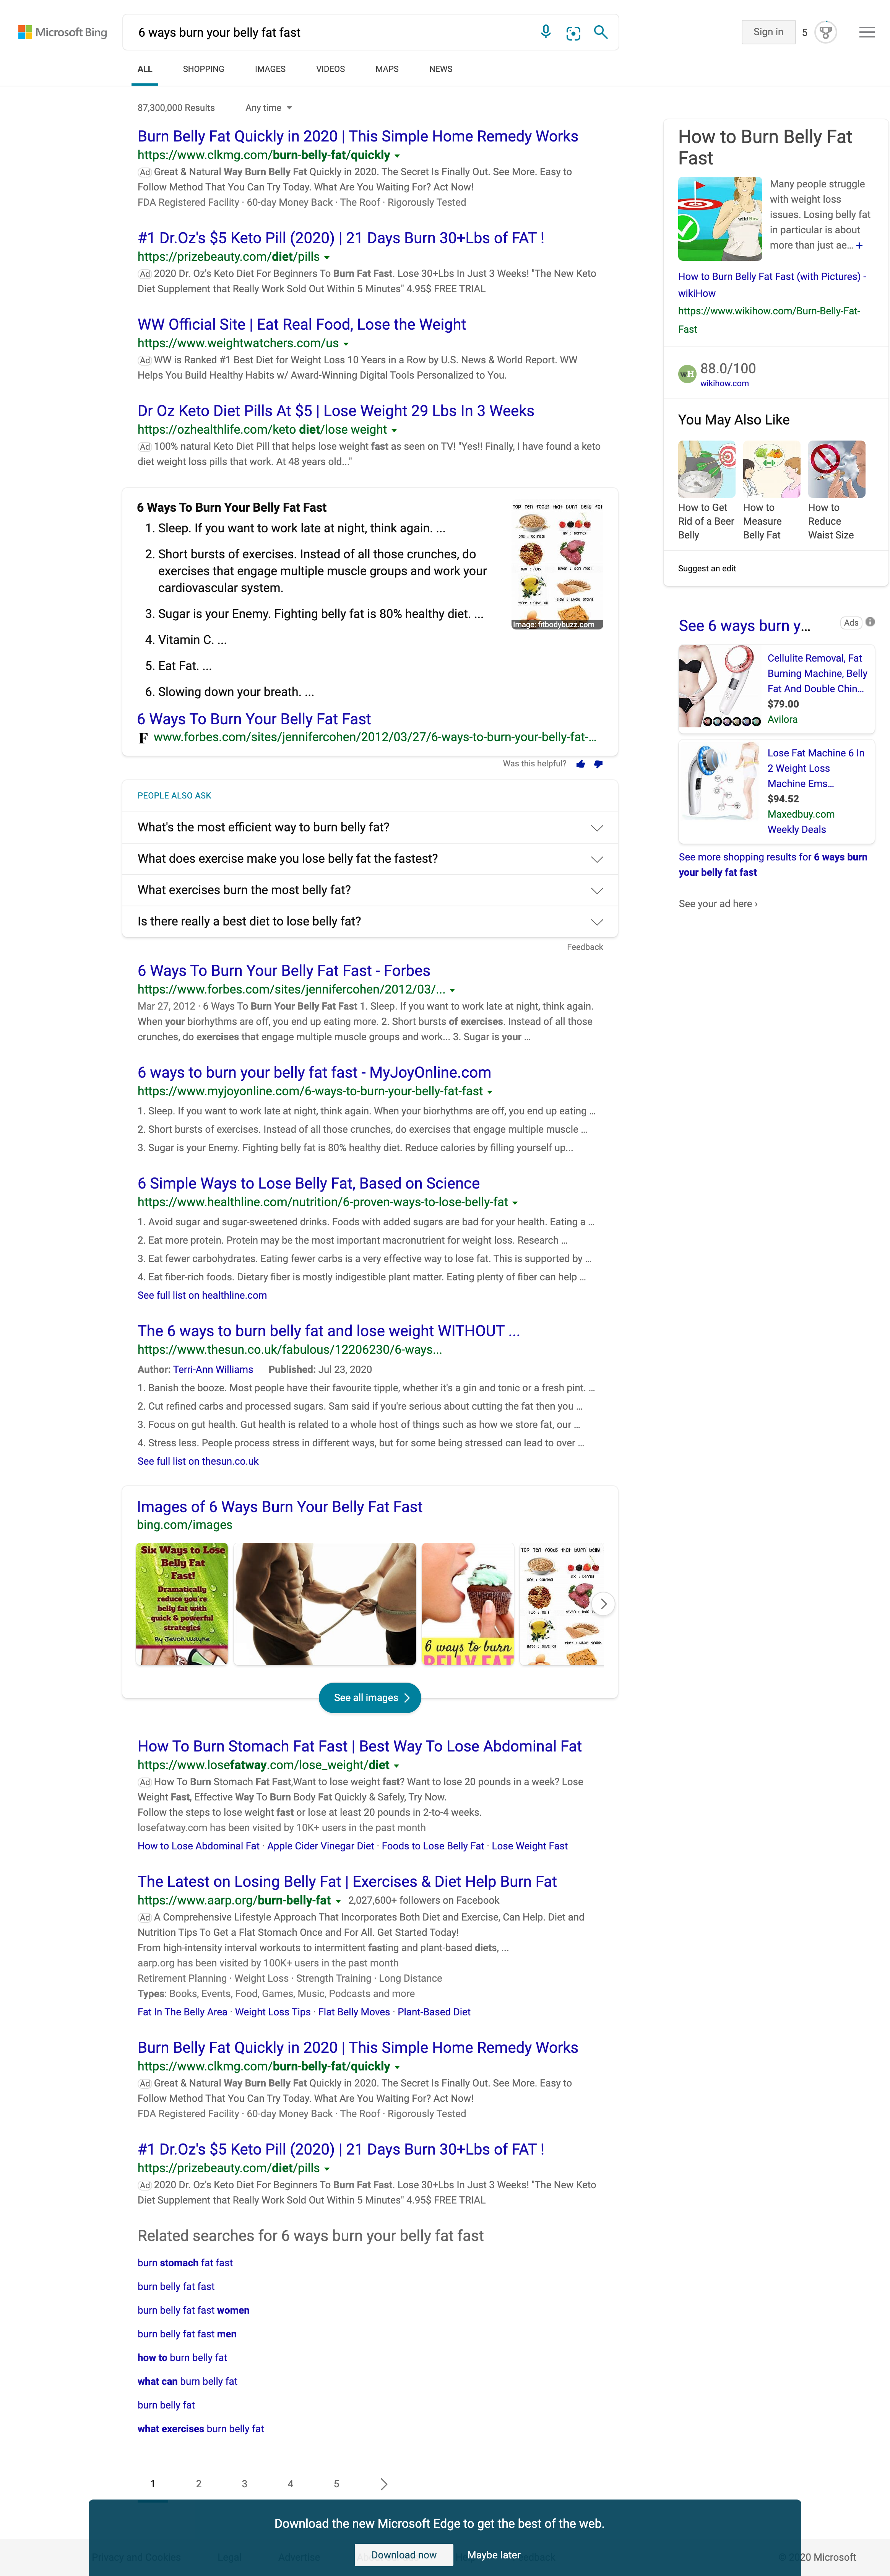 Microsoft Bing
6 ways burn your belly fat fast
Sign in
5
ALL
SHOPPING
IMAGES
VIDEOS
MAPS
NEWS
87,300,000 Results
Any time
Burn Belly Fat Quickly in 2020 | This Simple Home Remedy Works
https://www.clkmg.com/burn-belly-fat/quickly
Ad Great & Natural Way Burn Belly Fat Quickly in 2020. The Secret Is Finally Out. See More. Easy to
Follow Method That You Can Try Today. What Are You Waiting For? Act Now!
FDA Registered Facility · 60-day Money Back · The Roof · Rigorously Tested
#1 Dr.Oz's $5 Keto Pill (2020) | 21 Days Burn 30+Lbs of FAT !
https://prizebeauty.com/diet/pills
Ad 2020 Dr. Oz's Keto Diet For Beginners To Burn Fat Fast. Lose 30+Lbs In Just 3 Weeks! "The New Keto
Diet Supplement that Really Work Sold Out Within 5 Minutes" 4.95$ FREE TRIAL
WW Official Site | Eat Real Food, Lose the Weight
https://www.weightwatchers.com/us
Ad WW is Ranked #1 Best Diet for Weight Loss 10 Years in a Row by U.S. News & World Report. WW
Helps You Build Healthy Habits w/ Award-Winning Digital Tools Personalized to You.
Dr Oz Keto Diet Pills At $5 | Lose Weight 29 Lbs In 3 Weeks
https://ozhealthlife.com/keto diet/lose weight
Ad 100% natural Keto Diet Pill that helps lose weight fast as seen on TV! "Yes!! Finally, I have found a keto
diet weight loss pills that work. At 48 years old..."
6 Ways To Burn Your Belly Fat Fast
1. Sleep. If you want to work late at night, think again. ...
2. Short bursts of exercises. Instead of all those crunches, do
exercises that engage multiple muscle groups and work your
cardiovascular system.
3. Sugar is your Enemy. Fighting belly fat is 80% healthy diet. ...
4. Vitamin C. ...
5. Eat Fat. ...
6. Slowing down your breath. ...
TOP TEN FOODS that burn belly fat
Image: fitbodybuzz.com
6 Ways To Burn Your Belly Fat Fast
F www.forbes.com/sites/jennifercohen/2012/03/27/6-ways-to-burn-your-belly-fat-...
Was this helpful?
PEOPLE ALSO ASK
What's the most efficient way to burn belly fat?
What does exercise make you lose belly fat the fastest?
What exercises burn the most belly fat?
Is there really a best diet to lose belly fat?
Feedback
6 Ways To Burn Your Belly Fat Fast - Forbes
https://www.forbes.com/sites/jennifercohen/2012/03/...
Mar 27, 2012 · 6 Ways To Burn Your Belly Fat Fast 1. Sleep. If you want to work late at night, think again.
When your biorhythms are off, you end up eating more. 2. Short bursts of exercises. Instead of all those
crunches, do exercises that engage multiple muscle groups and work... 3. Sugar is your ...
6 ways to burn your belly fat fast - MyJoyOnline.com
https://www.myjoyonline.com/6-ways-to-burn-your-belly-fat-fast
1. Sleep. If you want to work late at night, think again. When your biorhythms are off, you end up eating ...
2. Short bursts of exercises. Instead of all those crunches, do exercises that engage multiple muscle ...
3. Sugar is your Enemy. Fighting belly fat is 80% healthy diet. Reduce calories by filling yourself up...
6 Simple Ways to Lose Belly Fat, Based on Science
https://www.healthline.com/nutrition/6-proven-ways-to-lose-belly-fat
1. Avoid sugar and sugar-sweetened drinks. Foods with added sugars are bad for your health. Eating a ...
2. Eat more protein. Protein may be the most important macronutrient for weight loss. Research ...
3. Eat fewer carbohydrates. Eating fewer carbs is a very effective way to lose fat. This is supported by ...
4. Eat fiber-rich foods. Dietary fiber is mostly indigestible plant matter. Eating plenty of fiber can help ...
See full list on healthline.com
The 6 ways to burn belly fat and lose weight WITHOUT ...
https://www.thesun.co.uk/fabulous/12206230/6-ways...
Author: Terri-Ann Williams Published: Jul 23, 2020
1. Banish the booze. Most people have their favourite tipple, whether it's a gin and tonic or a fresh pint. ...
2. Cut refined carbs and processed sugars. Sam said if you're serious about cutting the fat then you ...
3. Focus on gut health. Gut health is related to a whole host of things such as how we store fat, our ...
4. Stress less. People process stress in different ways, but for some being stressed can lead to over ...
See full list on thesun.co.uk
Images of 6 Ways Burn Your Belly Fat Fast
bing.com/images
Six Ways to Lose
Belly Fat
Fast!
Dramatically
reduce you're
belly fat with
quick & powerful
strategies
By Jevon Wayne
6 ways to burn
BELLY FAT
TOP TEN FOODS that burn belly
See all images
How To Burn Stomach Fat Fast | Best Way To Lose Abdominal Fat
https://www.losefatway.com/lose_weight/diet
Ad How To Burn Stomach Fat Fast,Want to lose weight fast? Want to lose 20 pounds in a week? Lose
Weight Fast, Effective Way To Burn Body Fat Quickly & Safely, Try Now.
Follow the steps to lose weight fast or lose at least 20 pounds in 2-to-4 weeks.
losefatway.com has been visited by 10K+ users in the past month
How to Lose Abdominal Fat · Apple Cider Vinegar Diet · Foods to Lose Belly Fat · Lose Weight Fast
The Latest on Losing Belly Fat | Exercises & Diet Help Burn Fat
https://www.aarp.org/burn-belly-fat 2,027,600+ followers on Facebook
Ad A Comprehensive Lifestyle Approach That Incorporates Both Diet and Exercise, Can Help. Diet and
Nutrition Tips To Get a Flat Stomach Once and For All. Get Started Today!
From high-intensity interval workouts to intermittent fasting and plant-based diets, ...
aarp.org has been visited by 100K+ users in the past month
Retirement Planning · Weight Loss · Strength Training · Long Distance
Types: Books, Events, Food, Games, Music, Podcasts and more
Fat In The Belly Area · Weight Loss Tips · Flat Belly Moves · Plant-Based Diet
Burn Belly Fat Quickly in 2020 | This Simple Home Remedy Works
https://www.clkmg.com/burn-belly-fat/quickly
Ad Great & Natural Way Burn Belly Fat Quickly in 2020. The Secret Is Finally Out. See More. Easy to
Follow Method That You Can Try Today. What Are You Waiting For? Act Now!
FDA Registered Facility · 60-day Money Back · The Roof · Rigorously Tested
#1 Dr.Oz's $5 Keto Pill (2020) | 21 Days Burn 30+Lbs of FAT !
https://prizebeauty.com/diet/pills
Ad 2020 Dr. Oz's Keto Diet For Beginners To Burn Fat Fast. Lose 30+Lbs In Just 3 Weeks! "The New Keto
Diet Supplement that Really Work Sold Out Within 5 Minutes" 4.95$ FREE TRIAL
Related searches for 6 ways burn your belly fat fast
burn stomach fat fast
burn belly fat fast
burn belly fat fast women
burn belly fat fast men
how to burn belly fat
what can burn belly fat
burn belly fat
what exercises burn belly fat
1
2
3
4
5
How to Burn Belly Fat
Fast
wikiHow
Many people struggle
with weight loss
issues. Losing belly fat
in particular is about
more than just ae... +
How to Burn Belly Fat Fast (with Pictures) -
wikiHow
https://www.wikihow.com/Burn-Belly-Fat-
Fast
88.0/100
wikihow.com
You May Also Like
How to Get
Rid of a Beer
Belly
How to
Measure
Belly Fat
How to
Reduce
Waist Size
Suggest an edit
See 6 ways burn y...
Ads
Cellulite Removal, Fat
Burning Machine, Belly
Fat And Double Chin...
$79.00
Avilora
Lose Fat Machine 6 In
2 Weight Loss
Machine Ems...
$94.52
Maxedbuy.com
Weekly Deals
See more shopping results for 6 ways burn
your belly fat fast
See your ad here ›
Download the new Microsoft Edge to get the best of the web.
Download now
Maybe later
Privacy and Cookies
Legal
Advertise
20 Microsoft